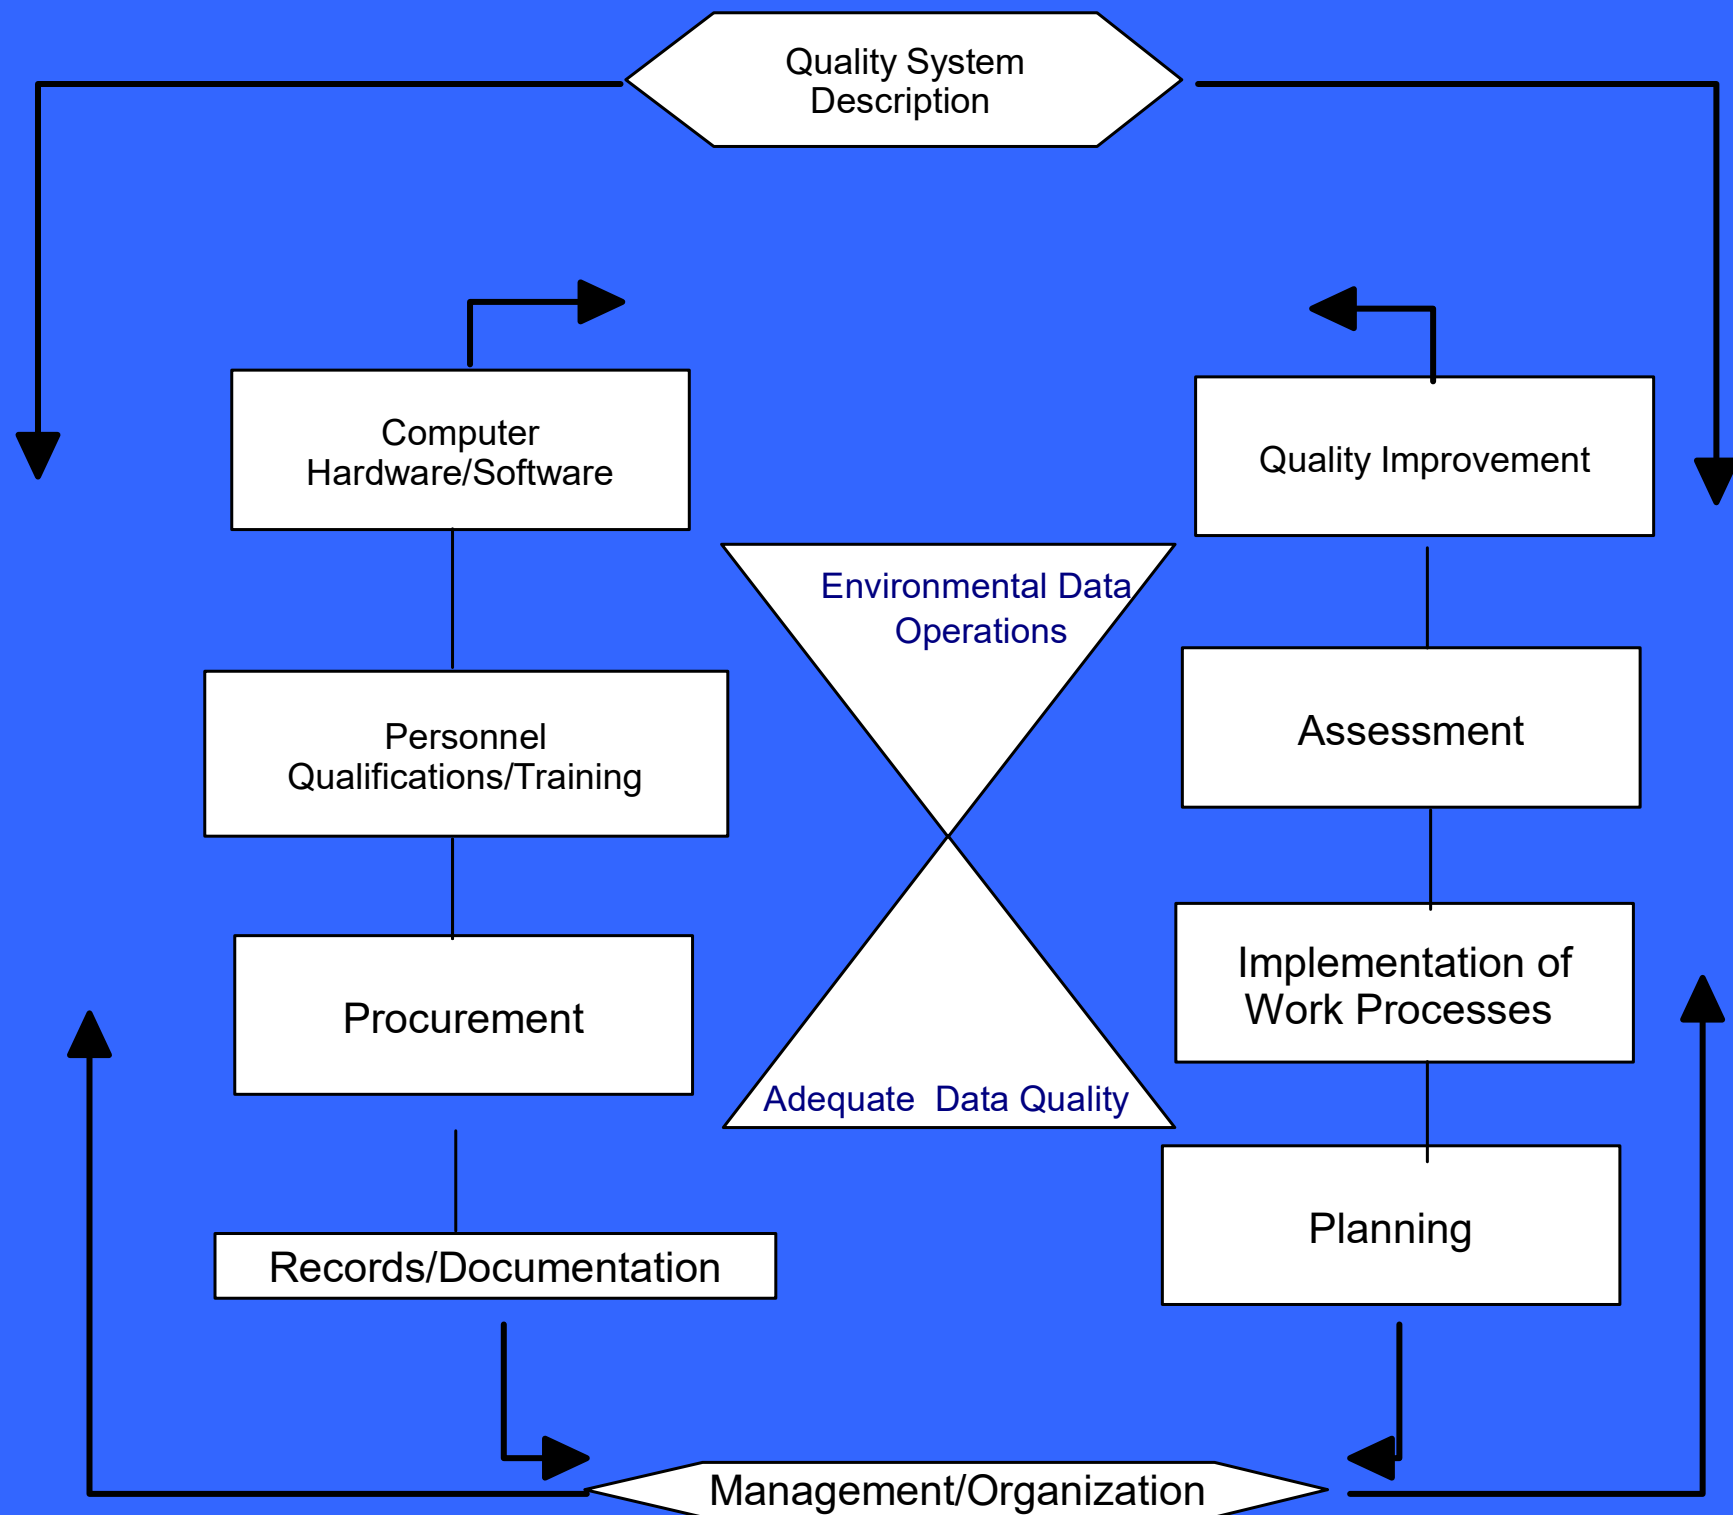 Quality System
Description
Computer
Hardware/Software
Quality Improvement
Environmental Data
Operations
Personnel
Qualifications/Training
Assessment
Procurement
Implementation of
Work Processes
Adequate  Data Quality
Records/Documentation
Planning
Management/Organization